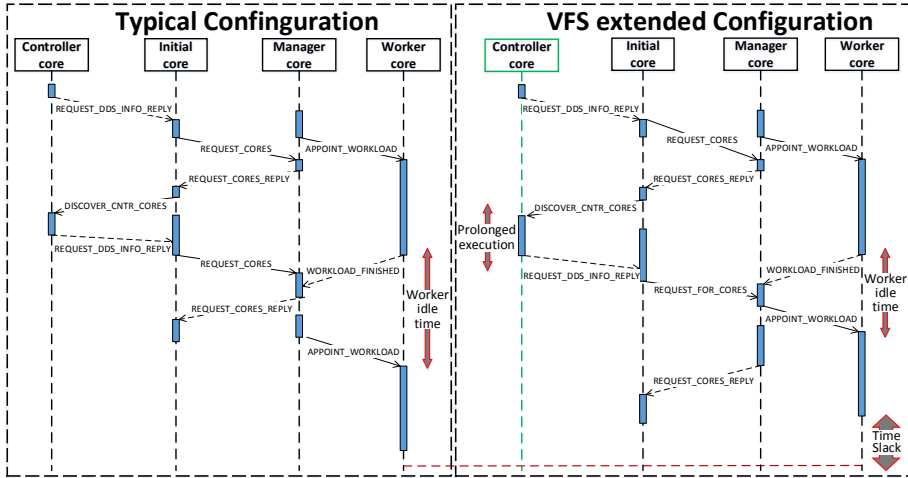 Typical Confinguration
Controller
core
Initial
core
Manager
core
Worker
core
REQUEST_DDS_INFO_REPLY
REQUEST_CORES
APPOINT_WORKLOAD
REQUEST_CORES_REPLY
DISCOVER_CNTR_CORES
REQUEST_DDS_INFO_REPLY
REQUEST_CORES
WORKLOAD_FINISHED
Worker
idle
time
REQUEST_CORES_REPLY
APPOINT_WORKLOAD
VFS extended Configuration
Controller
core
Initial
core
Manager
core
Worker
core
REQUEST_DDS_INFO_REPLY
REQUEST_CORES
APPOINT_WORKLOAD
REQUEST_CORES_REPLY
DISCOVER_CNTR_CORES
Prolonged
execution
REQUEST_DDS_INFO_REPLY
WORKLOAD_FINISHED
REQUEST_FOR_CORES
Worker
idle
time
APPOINT_WORKLOAD
REQUEST_CORES_REPLY
Time
Slack